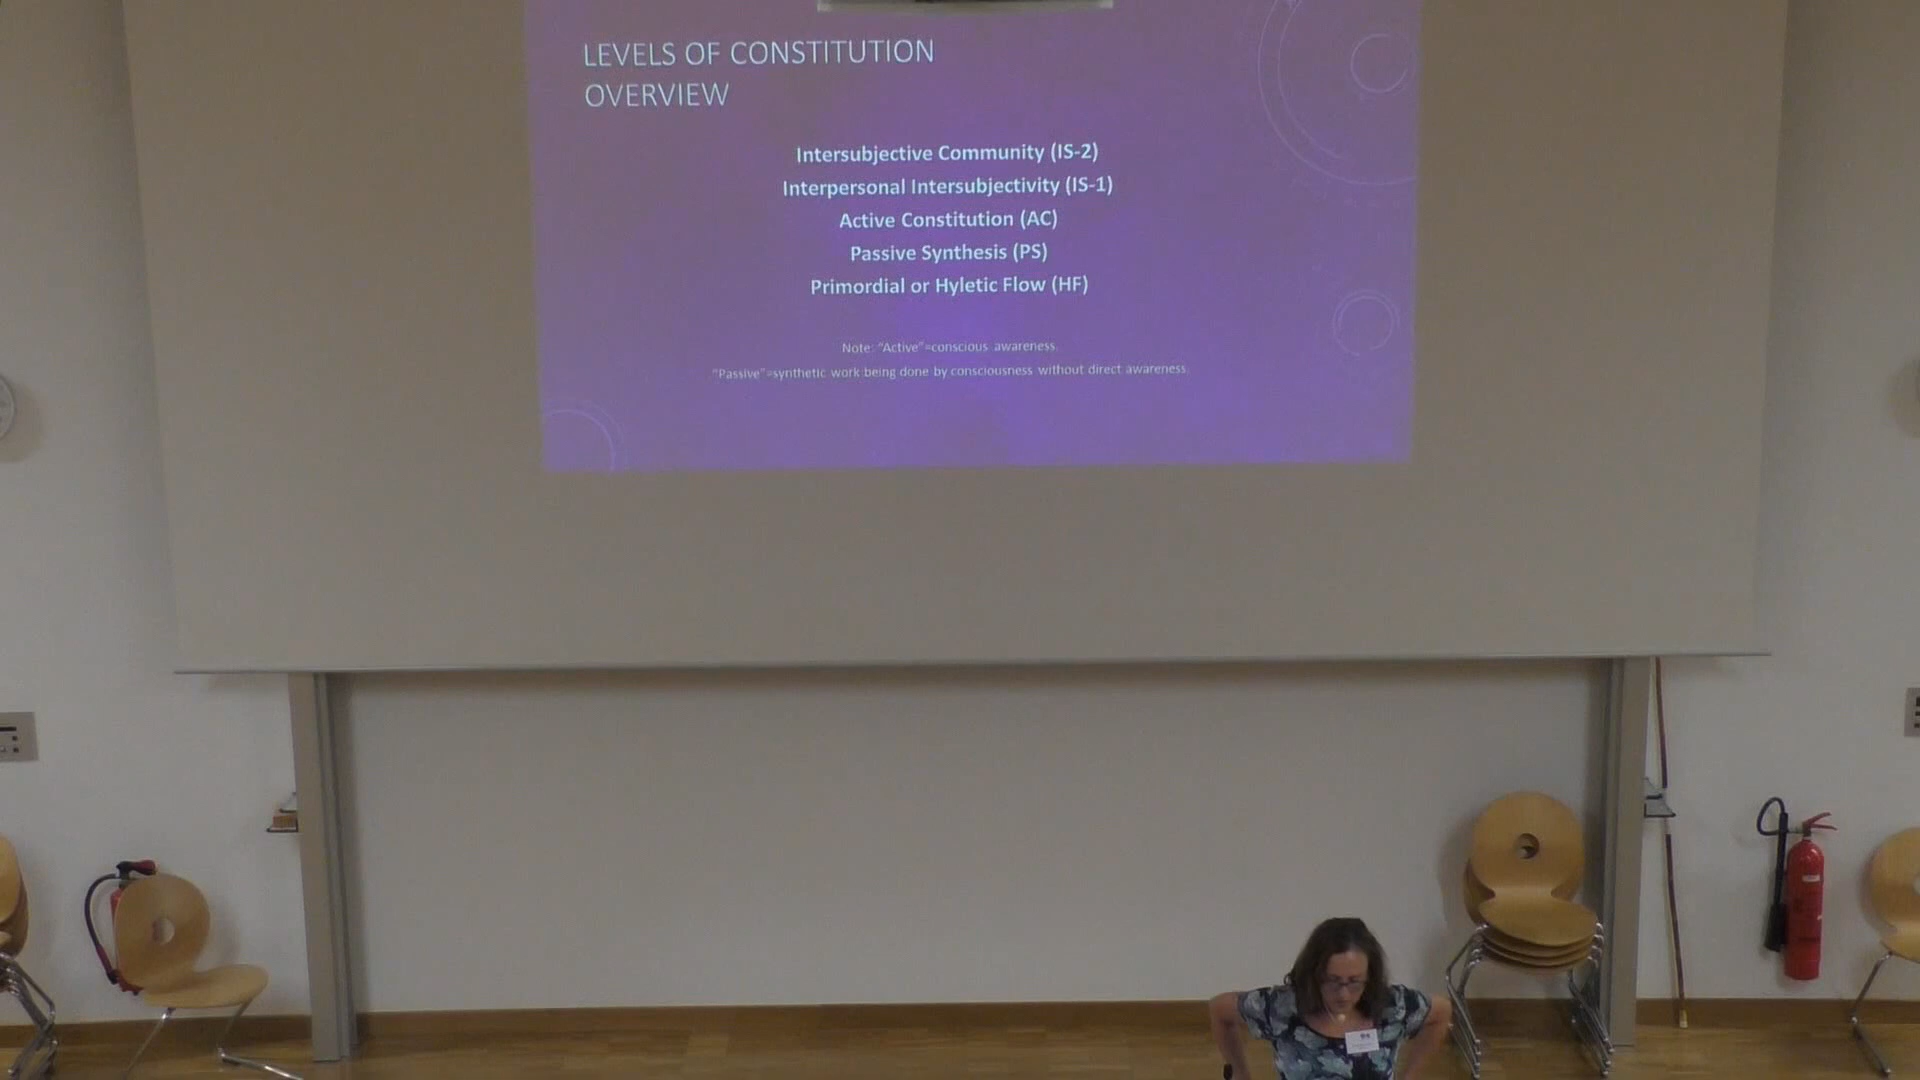 LEVELS OF CONSTITUTION
OVERVIEW
Intersubjective Community (IS-2)
Interpersonal Intersubjectivity (IS-1)
Active Constitution (AC)
Passive Synthesis (PS)
Primordial or Hyletic Flow (HF)
Note: “Active”=conscious awareness.
“Passive”=synthetic work being done by consciousness without direct awareness.